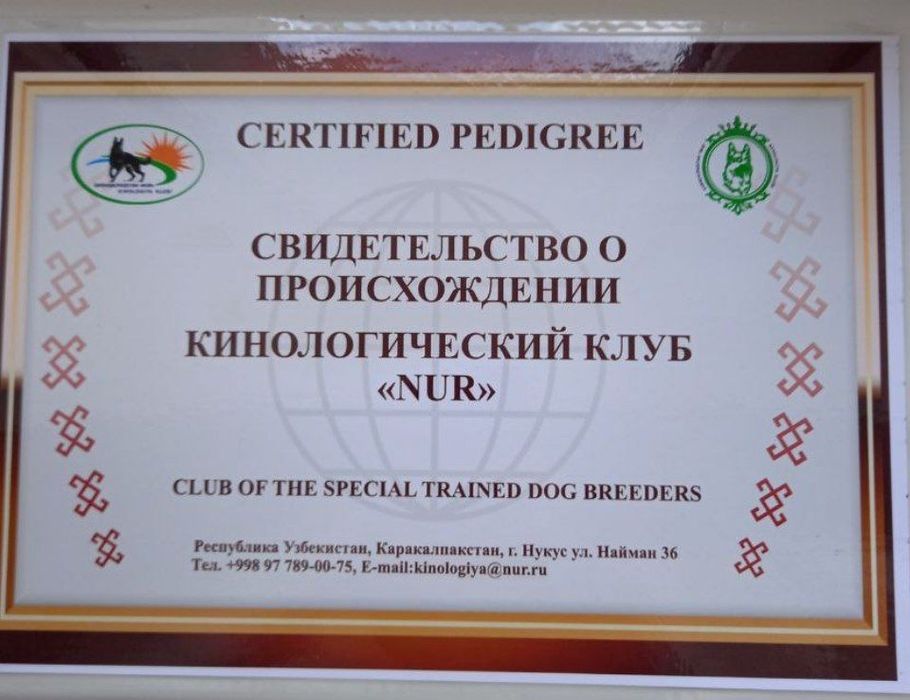 CERTIFIED PEDIGREE
СВИДЕТЕЛЬСТВО О
ПРОИСХОЖДЕНИИ
КИНОЛОГИЧЕСКИЙ КЛУБ
«NUR»
CLUB OF THE SPECIAL TRAINED DOG BREEDERS
Республика Узбекистан, Каракалпакстан, г. Нукус ул. Найман 36
Тел. +998 97 789-00-75, E-mail:kinologiya@nur.ru